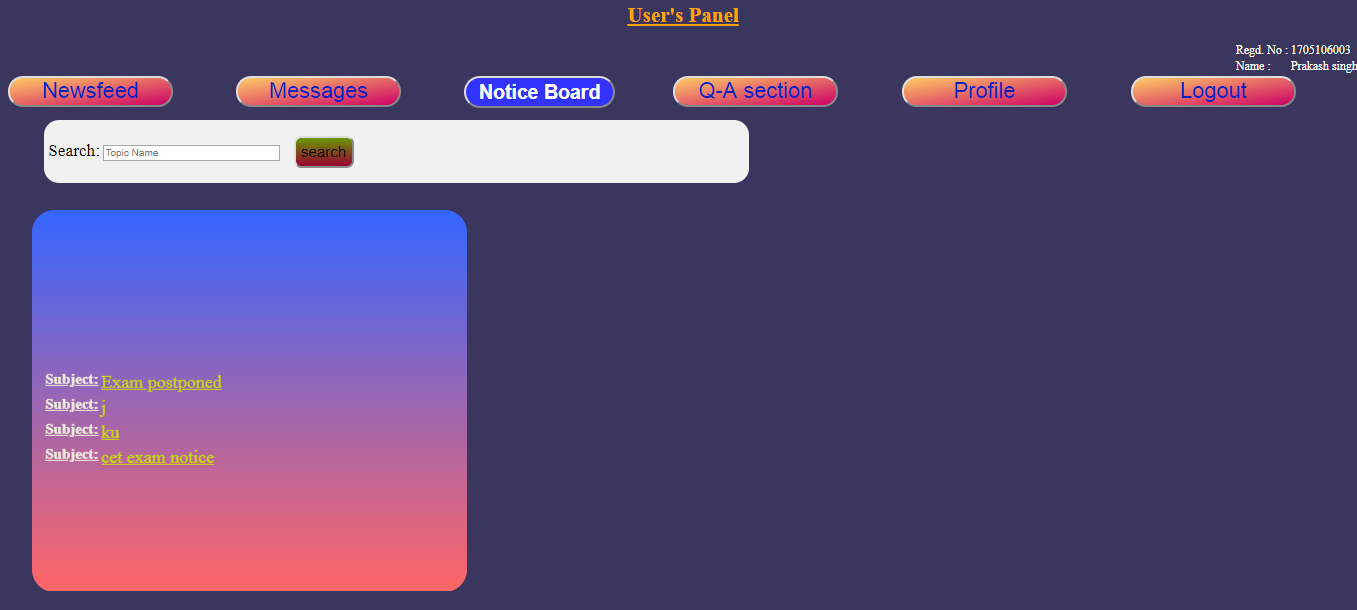 User's Panel
Regd. No : 1705106003
Name : Prakash singh
Newsfeed Messages Notice Board Q-A section Profile Logout
Search: Topic Name search
Subject: Exam postponed
Subject: j
Subject: ku
Subject: cet exam notice